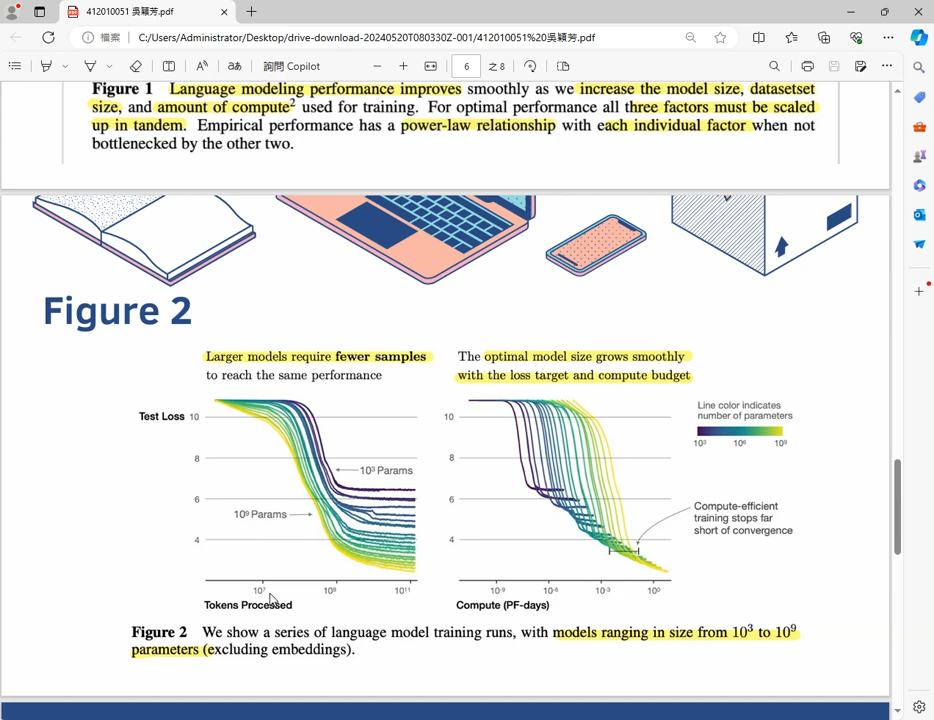 412010051 吳穎芳.pdf
檔案
C:/Users/Administrator/Desktop/drive-download-20240520T080330Z-001/412010051%20吳穎芳.pdf
詢問 Copilot
6
之 8
Figure 1 Language modeling performance improves smoothly as we increase the model size, datasetset
size, and amount of compute² used for training. For optimal performance all three factors must be scaled
up in tandem. Empirical performance has a power-law relationship with each individual factor when not
bottlenecked by the other two.
Figure 2
Larger models require fewer samples
to reach the same performance
The optimal model size grows smoothly
with the loss target and compute budget
Test Loss 10
8
6
4
10³ Params
10⁹ Params
10⁷ 10⁹ 10¹¹
Tokens Processed
10
8
6
4
10⁻⁹ 10⁻⁶ 10⁻³ 10⁰
Compute (PF-days)
Line color indicates
number of parameters
10³ 10⁶ 10⁹
Compute-efficient
training stops far
short of convergence
Figure 2 We show a series of language model training runs, with models ranging in size from 10³ to 10⁹
parameters (excluding embeddings).